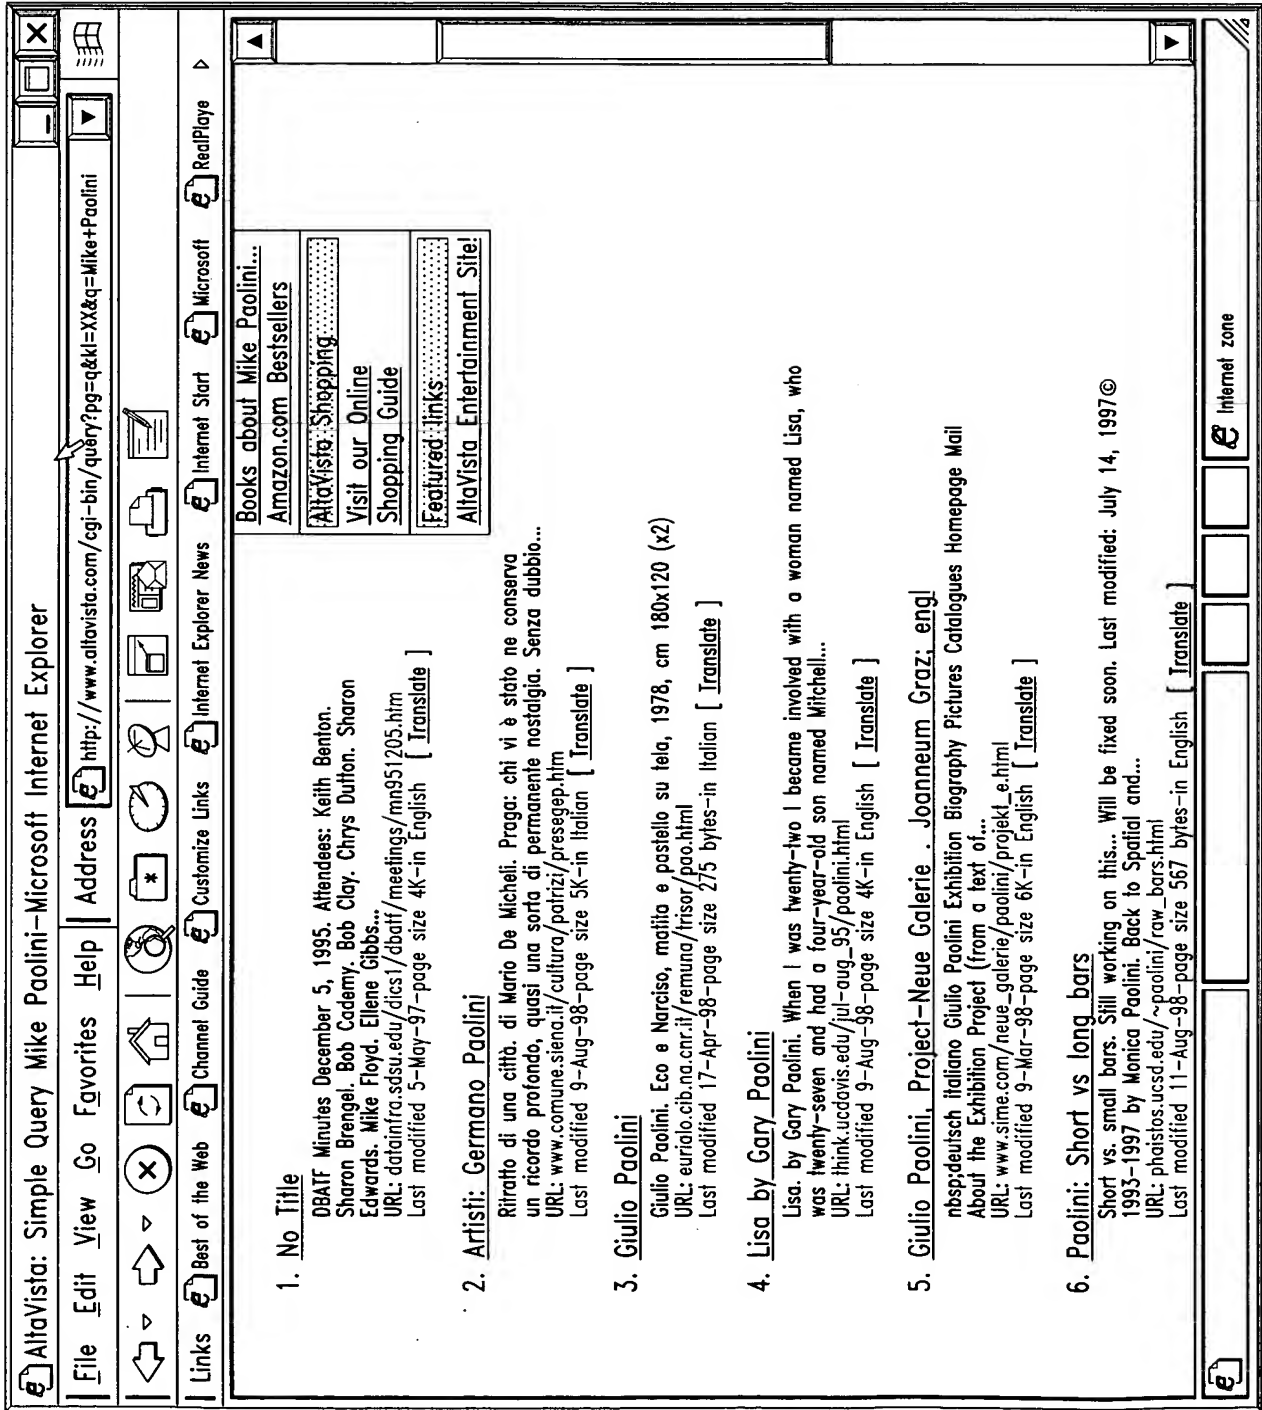 AltaVista: Simple Query Mike Paolini–Microsoft Internet Explorer
File Edit View Go Favorites Help
Address http://www.altavista.com/cgi-bin/query?pg=q&kl=XX&q=Mike+Paolini
Links Best of the Web Channel Guide Customize Links Internet Explorer News Internet Start Microsoft RealPlaye
Books about Mike Paolini...
Amazon.com Bestsellers
AltaVista Shopping
Visit our Online
Shopping Guide
Featured links
AltaVista Entertainment Site!
1. No Title
DBATF Minutes December 5, 1995. Attendees: Keith Benton.
Sharon Brengel. Bob Cademy. Bob Clay. Chrys Dutton. Sharon
Edwards. Mike Floyd. Ellene Gibbs...
URL: datainfra.sdsu.edu/dics1/dbatf/meetings/mn951205.htm
Last modified 5–May–97–page size 4K–in English [ Translate ]
2. Artisti: Germano Paolini
Ritratto di una città. di Mario De Micheli. Praga: chi vi è stato ne conserva
un ricordo profondo, quasi una sorta di permanente nostalgia. Senza dubbio...
URL: www.comune.siena.it/cultura/patrizi/presegep.htm
Last modified 9–Aug–98–page size 5K–in Italian [ Translate ]
3. Giulio Paolini
Giulio Paolini. Eco e Narciso, matita e pastello su tela, 1978, cm 180x120 (x2)
URL: eurialo.cib.na.cnr.it/remuna/trisor/pao.html
Last modified 17–Apr–98–page size 275 bytes–in Italian [ Translate ]
4. Lisa by Gary Paolini
Lisa. by Gary Paolini. When I was twenty–two I became involved with a woman named Lisa, who
was twenty–seven and had a four–year–old son named Mitchell...
URL: think.ucdavis.edu/jul–aug_95/paolini.html
Last modified 9–Aug–98–page size 4K–in English [ Translate ]
5. Giulio Paolini, Project–Neue Galerie . Joanneum Graz; engl
nbsp;deutsch italiano Giulio Paolini Exhibition Biography Pictures Catalogues Homepage Mail
About the Exhibition Project (from a text of...
URL: www.sime.com/neue_galerie/paolini/projekt_e.html
Last modified 9–Mar–98–page size 6K–in English [ Translate ]
6. Paolini: Short vs long bars
Short vs. small bars. Still working on this... Will be fixed soon. Last modified: July 14, 1997©
1993–1997 by Monica Paolini. Back to Spatial and...
URL: phaistos.ucsd.edu/~paolini/raw_bars.html
Last modified 11–Aug–98–page size 567 bytes–in English [ Translate ]
Internet zone